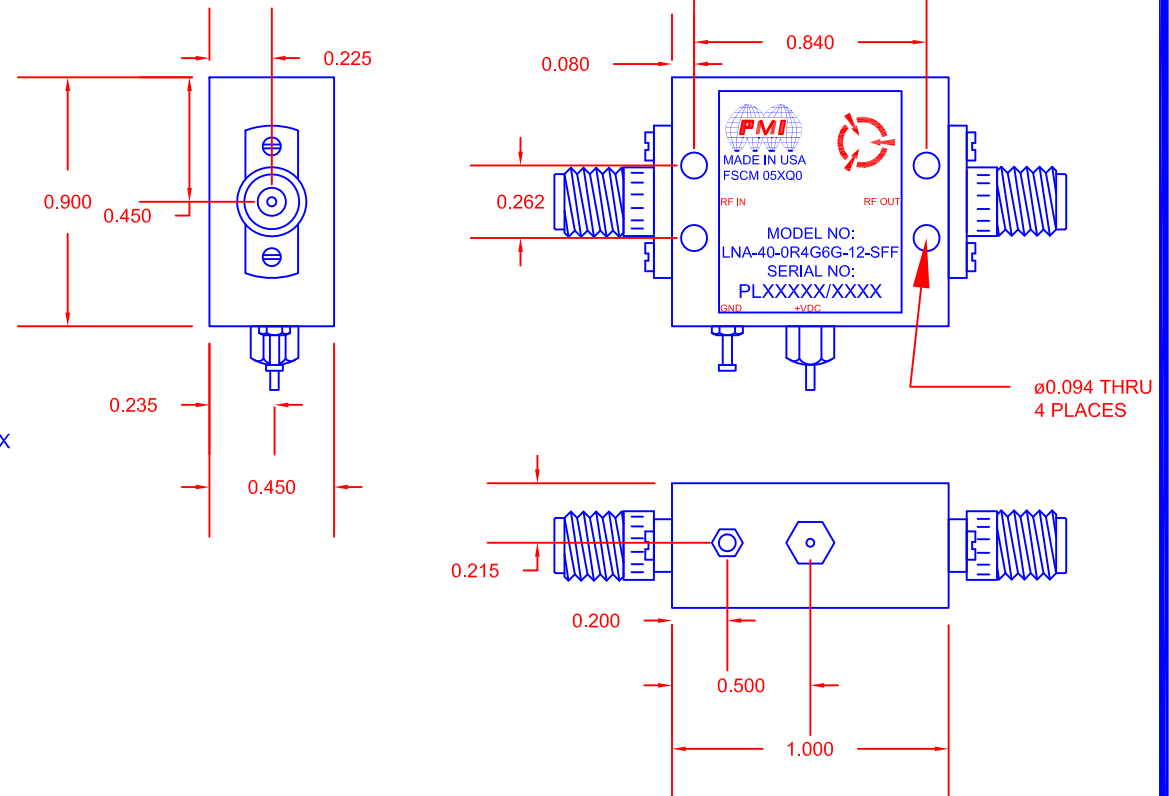 0.225
0.900
0.450
0.235
0.450
X
0.840
0.080
0.262
PMI
MADE IN USA
FSCM 05XQ0
RF IN
RF OUT
MODEL NO:
LNA-40-0R4G6G-12-SFF
SERIAL NO:
PLXXXXX/XXXX
GND
+VDC
ø0.094 THRU
4 PLACES
0.215
0.200
0.500
1.000